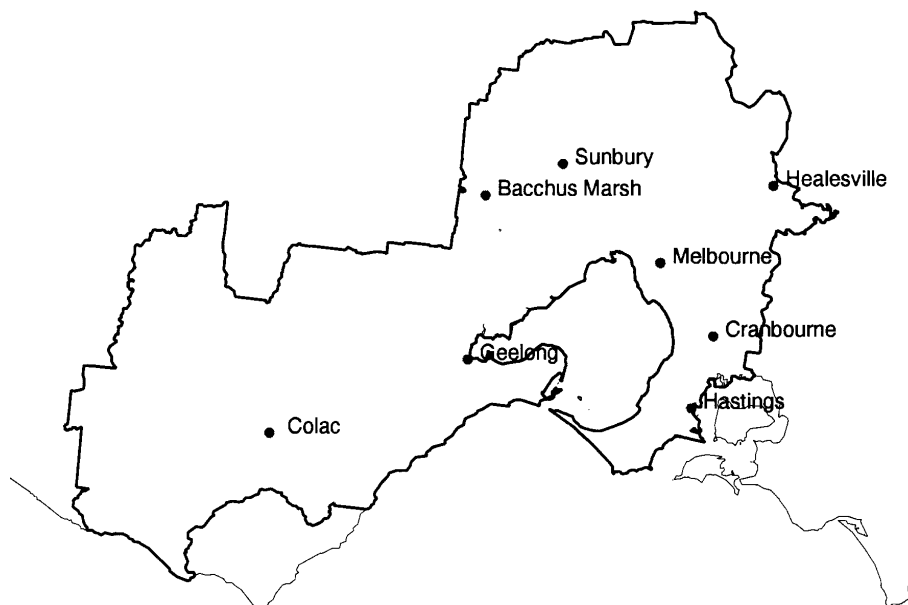 Sunbury
Bacchus Marsh
Healesville
Melbourne
Cranbourne
Geelong
Hastings
Colac